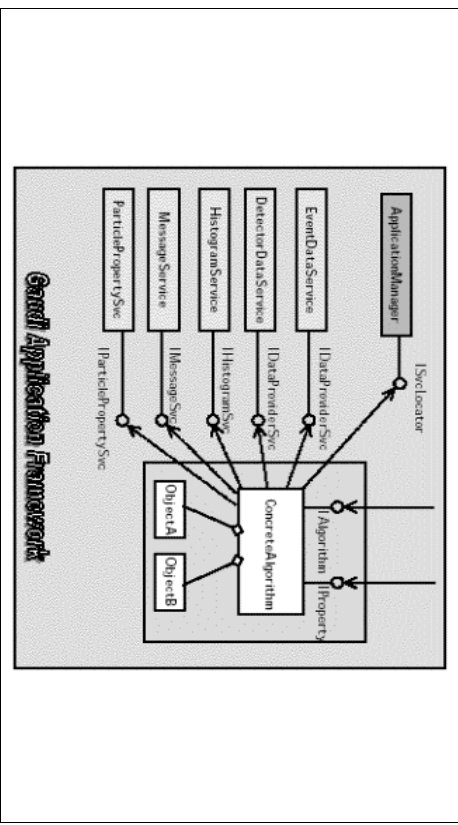 ApplicationManager
ISvcLocator
EventDataService
IDataProviderSvc
DetectorDataService
IDataProviderSvc
HistogramService
IHistogramSvc
MessageService
IMessageSvc
ParticlePropertySvc
IParticlePropertySvc
IAlgorithm
IProperty
ConcreteAlgorithm
ObjectA
ObjectB
Gaudi Application Framework